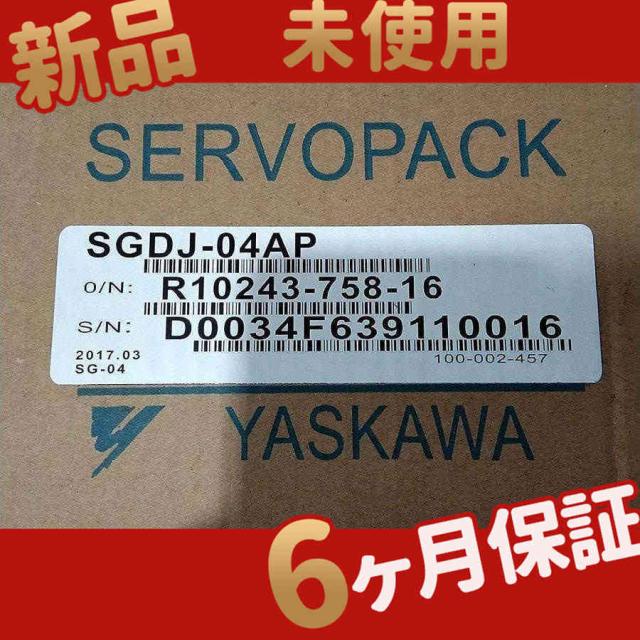 新品 未使用
SERVOPACK
SGDJ-04AP
O/N: R10243-758-16
S/N: D0034F639110016
2017.03
SG-04
100-002-457
YASKAWA
6ヶ月保証